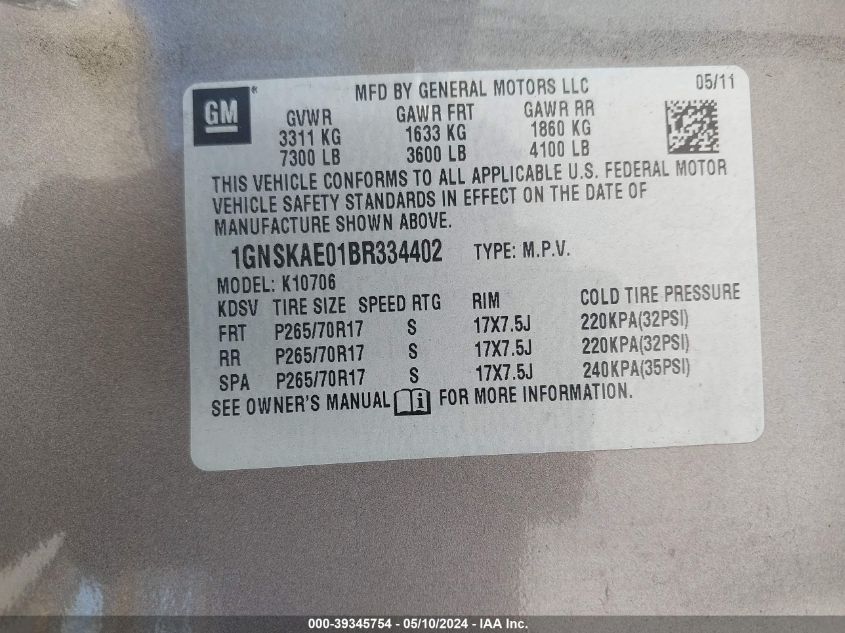 GM
MFD BY GENERAL MOTORS LLC 05/11
GVWR GAWR FRT GAWR RR
3311 KG 1633 KG 1860 KG
7300 LB 3600 LB 4100 LB
THIS VEHICLE CONFORMS TO ALL APPLICABLE U.S. FEDERAL MOTOR
VEHICLE SAFETY STANDARDS IN EFFECT ON THE DATE OF
MANUFACTURE SHOWN ABOVE.
1GNSKAE01BR334402 TYPE: M.P.V.
MODEL: K10706
KDSV TIRE SIZE SPEED RTG RIM COLD TIRE PRESSURE
FRT P265/70R17 S 17X7.5J 220KPA(32PSI)
RR P265/70R17 S 17X7.5J 220KPA(32PSI)
SPA P265/70R17 S 17X7.5J 240KPA(35PSI)
SEE OWNER'S MANUAL i FOR MORE INFORMATION.
000-39345754 - 05/10/2024 - IAA Inc.